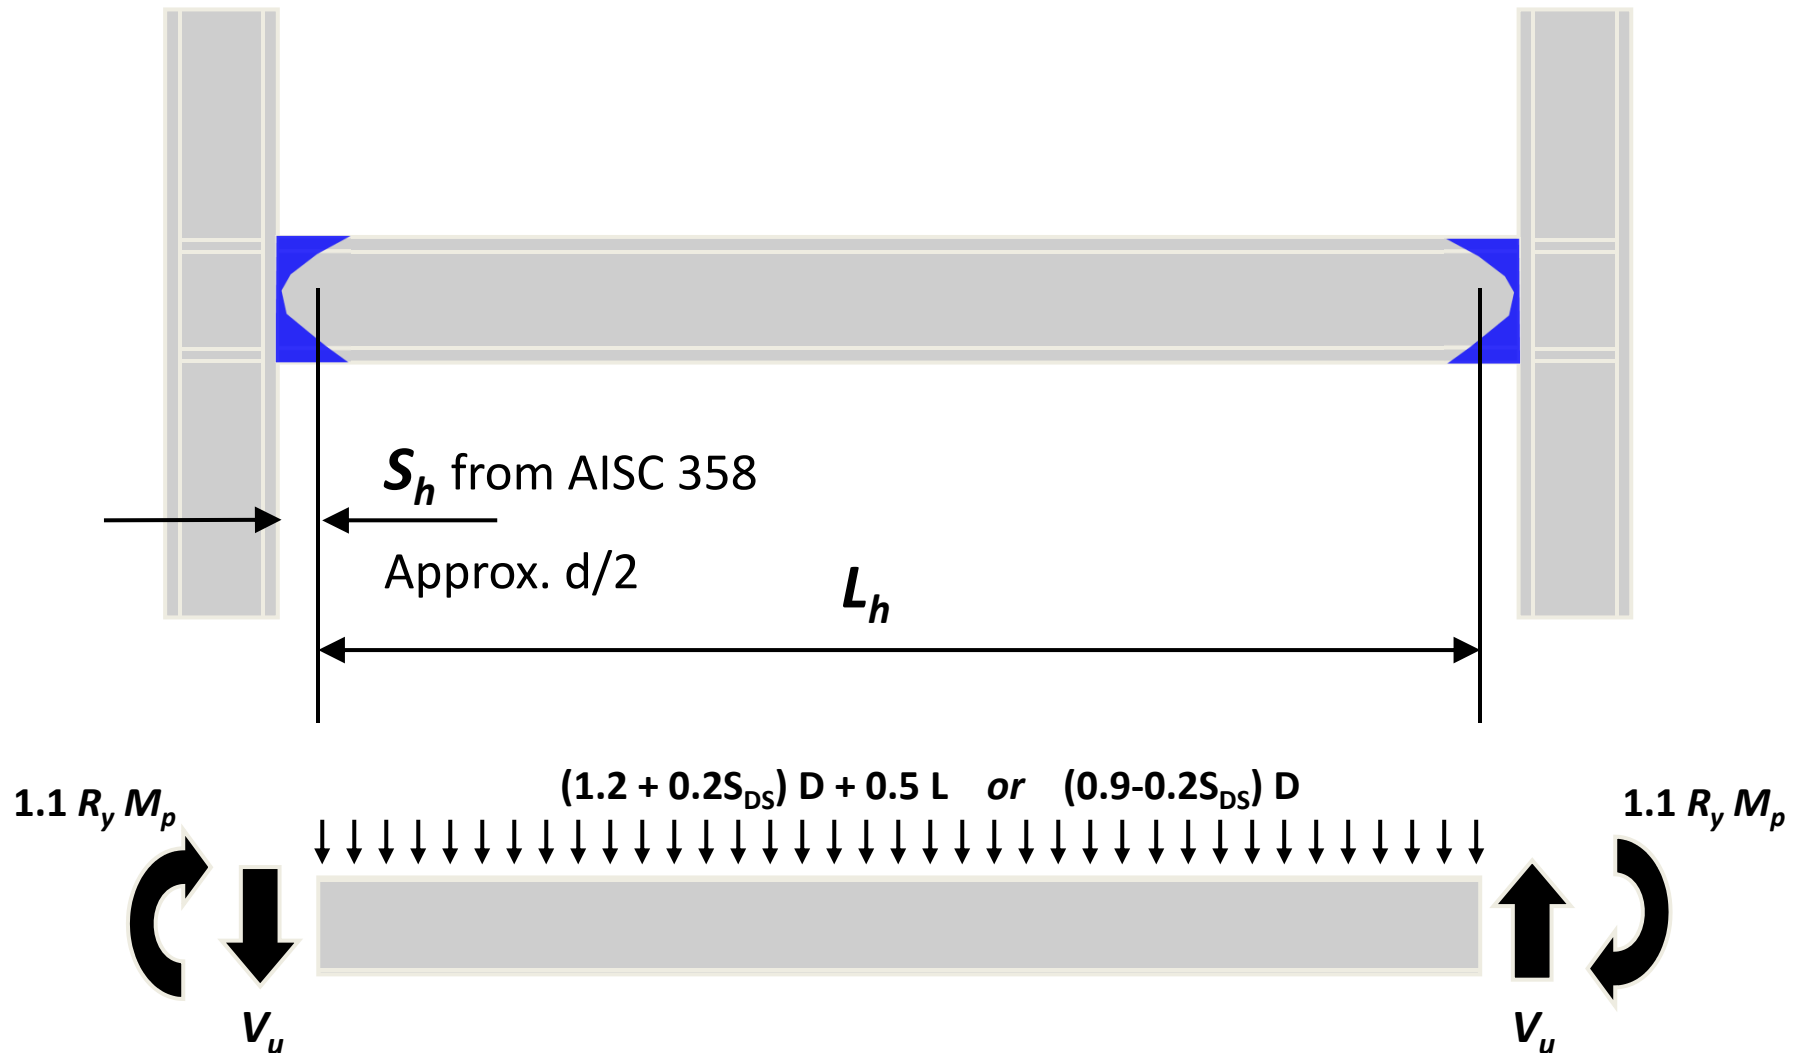 S_h from AISC 358
Approx. d/2
L_h
(1.2 + 0.2S_DS) D + 0.5 L or (0.9-0.2S_DS) D
1.1 R_y M_p
1.1 R_y M_p
V_u
V_u